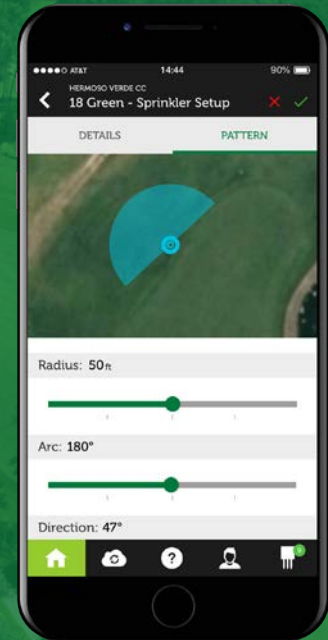 AT&T 14:44 90%
HERMOSO VERDE CC
18 Green - Sprinkler Setup
DETAILS PATTERN
Radius: 50ft
Arc: 180°
Direction: 47°
?
9